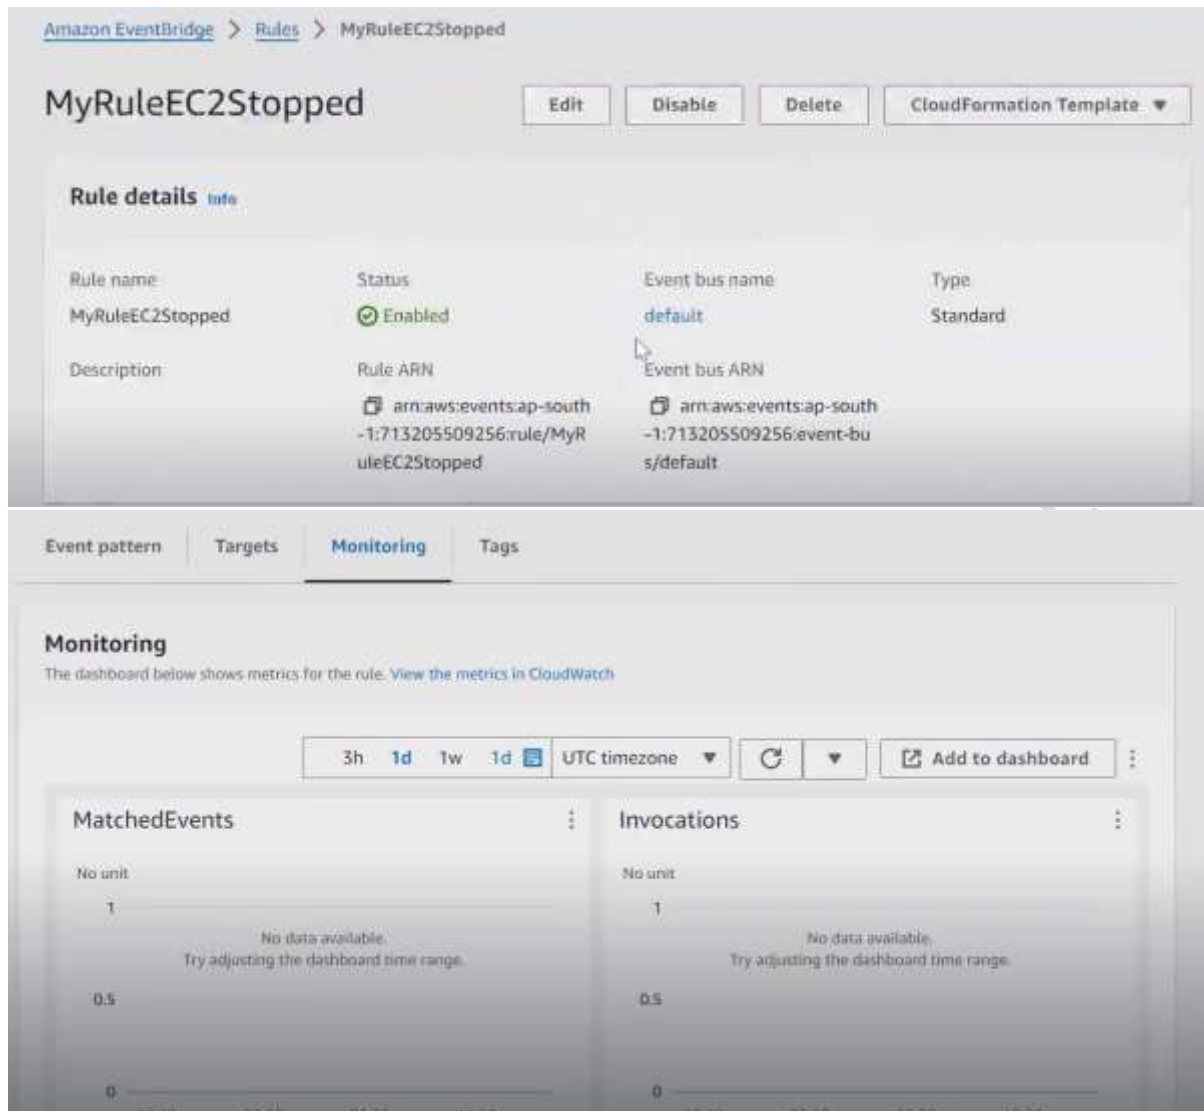 Amazon EventBridge > Rules > MyRuleEC2Stopped
MyRuleEC2Stopped
Edit
Disable
Delete
CloudFormation Template
Rule details Info
Rule name
Status
Event bus name
Type
MyRuleEC2Stopped
Enabled
default
Standard
Description
Rule ARN
Event bus ARN
arn:aws:events:ap-south
-1:713205509256:rule/MyR
uleEC2Stopped
arn:aws:events:ap-south
-1:713205509256:event-bu
s/default
Event pattern
Targets
Monitoring
Tags
Monitoring
The dashboard below shows metrics for the rule. View the metrics in CloudWatch
3h 1d 1w 1d UTC timezone
Add to dashboard
MatchedEvents
No unit
1
No data available.
Try adjusting the dashboard time range.
0.5
0
Invocations
No unit
1
No data available.
Try adjusting the dashboard time range.
0.5
0